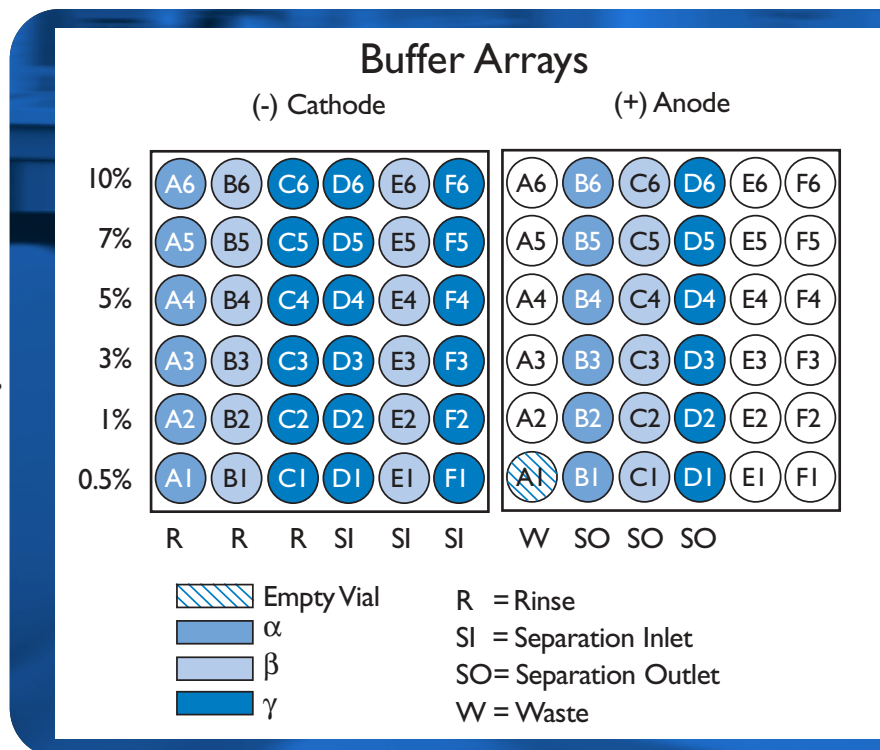 Buffer Arrays
(-) Cathode (+) Anode
10% A6 B6 C6 D6 E6 F6 A6 B6 C6 D6 E6 F6
7% A5 B5 C5 D5 E5 F5 A5 B5 C5 D5 E5 F5
5% A4 B4 C4 D4 E4 F4 A4 B4 C4 D4 E4 F4
3% A3 B3 C3 D3 E3 F3 A3 B3 C3 D3 E3 F3
1% A2 B2 C2 D2 E2 F2 A2 B2 C2 D2 E2 F2
0.5% A1 B1 C1 D1 E1 F1 A1 B1 C1 D1 E1 F1
R R R SI SI SI W SO SO SO
Empty Vial
α
β
γ
R = Rinse
SI = Separation Inlet
SO = Separation Outlet
W = Waste